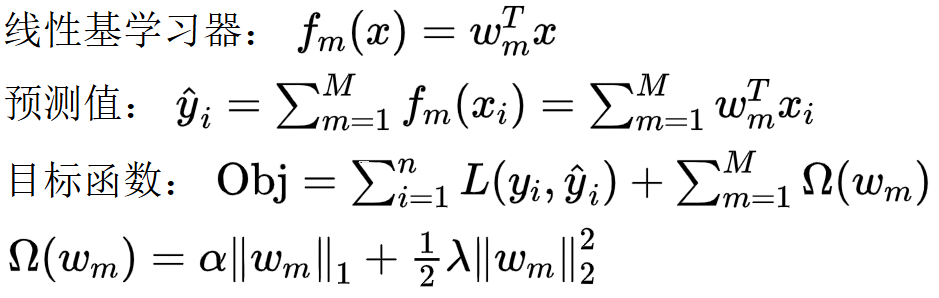 线性基学习器： $f_m(x) = w_m^T x$
预测值： $\hat{y}_i = \sum_{m=1}^{M} f_m(x_i) = \sum_{m=1}^{M} w_m^T x_i$
目标函数： $\text{Obj} = \sum_{i=1}^{n} L(y_i, \hat{y}_i) + \sum_{m=1}^{M} \Omega(w_m)$
$\Omega(w_m) = \alpha \|w_m\|_1 + \frac{1}{2} \lambda \|w_m\|_2^2$